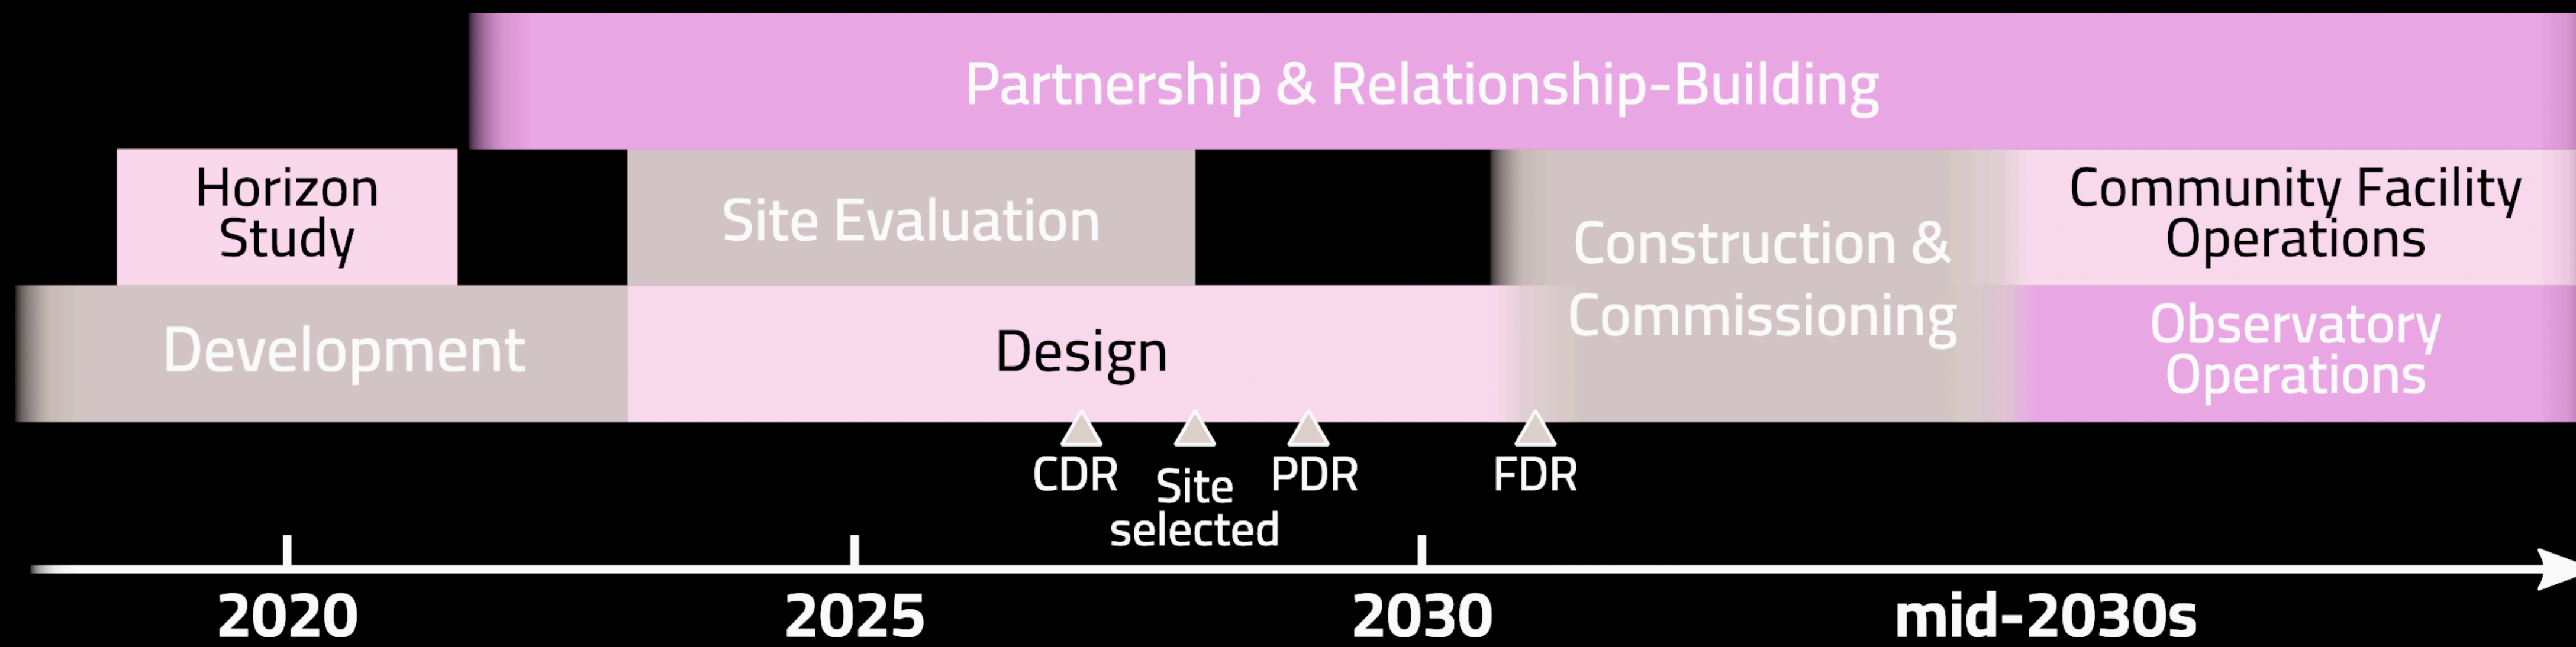 Partnership & Relationship-Building
Horizon
Study
Site Evaluation
Construction &
Commissioning
Community Facility
Operations
Development
Design
Observatory
Operations
CDR
Site
selected
PDR
FDR
2020
2025
2030
mid-2030s